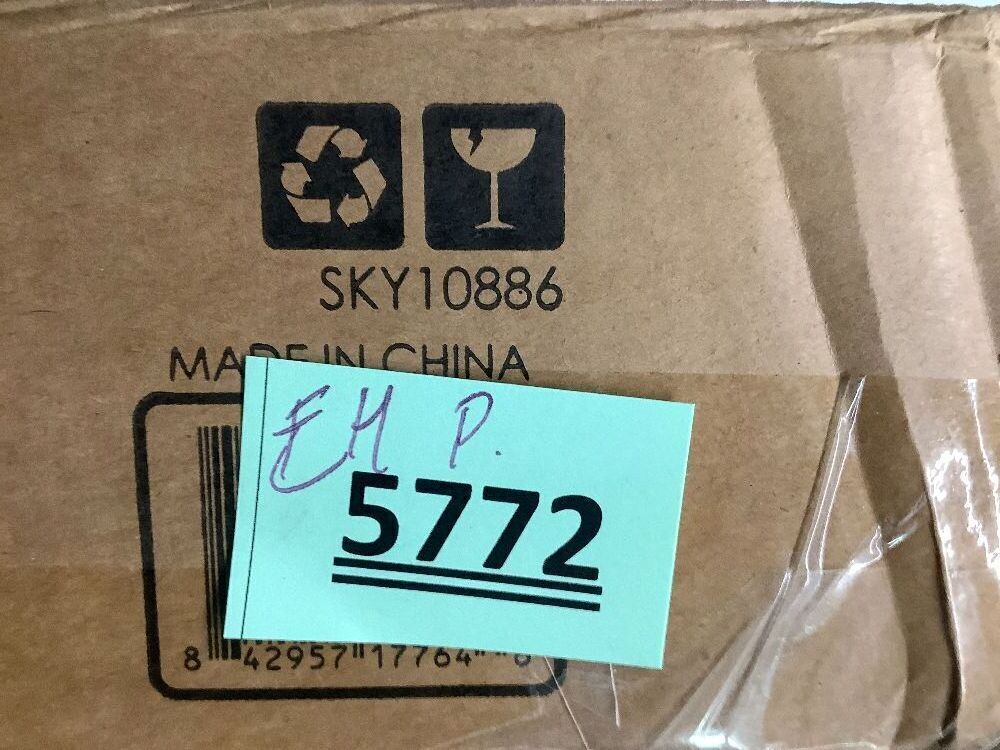 SKY10886
MADE IN CHINA
EH P.
5772
8 42957 17764 6